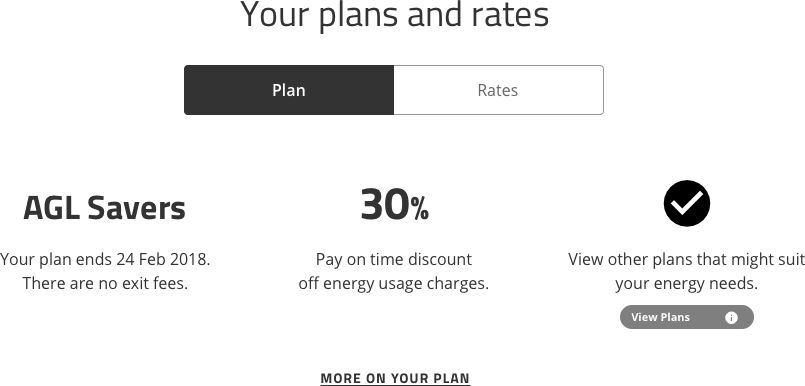 Your plans and rates
Plan
Rates
AGL Savers
Your plan ends 24 Feb 2018.
There are no exit fees.
30%
Pay on time discount
off energy usage charges.
View other plans that might suit
your energy needs.
View Plans
MORE ON YOUR PLAN